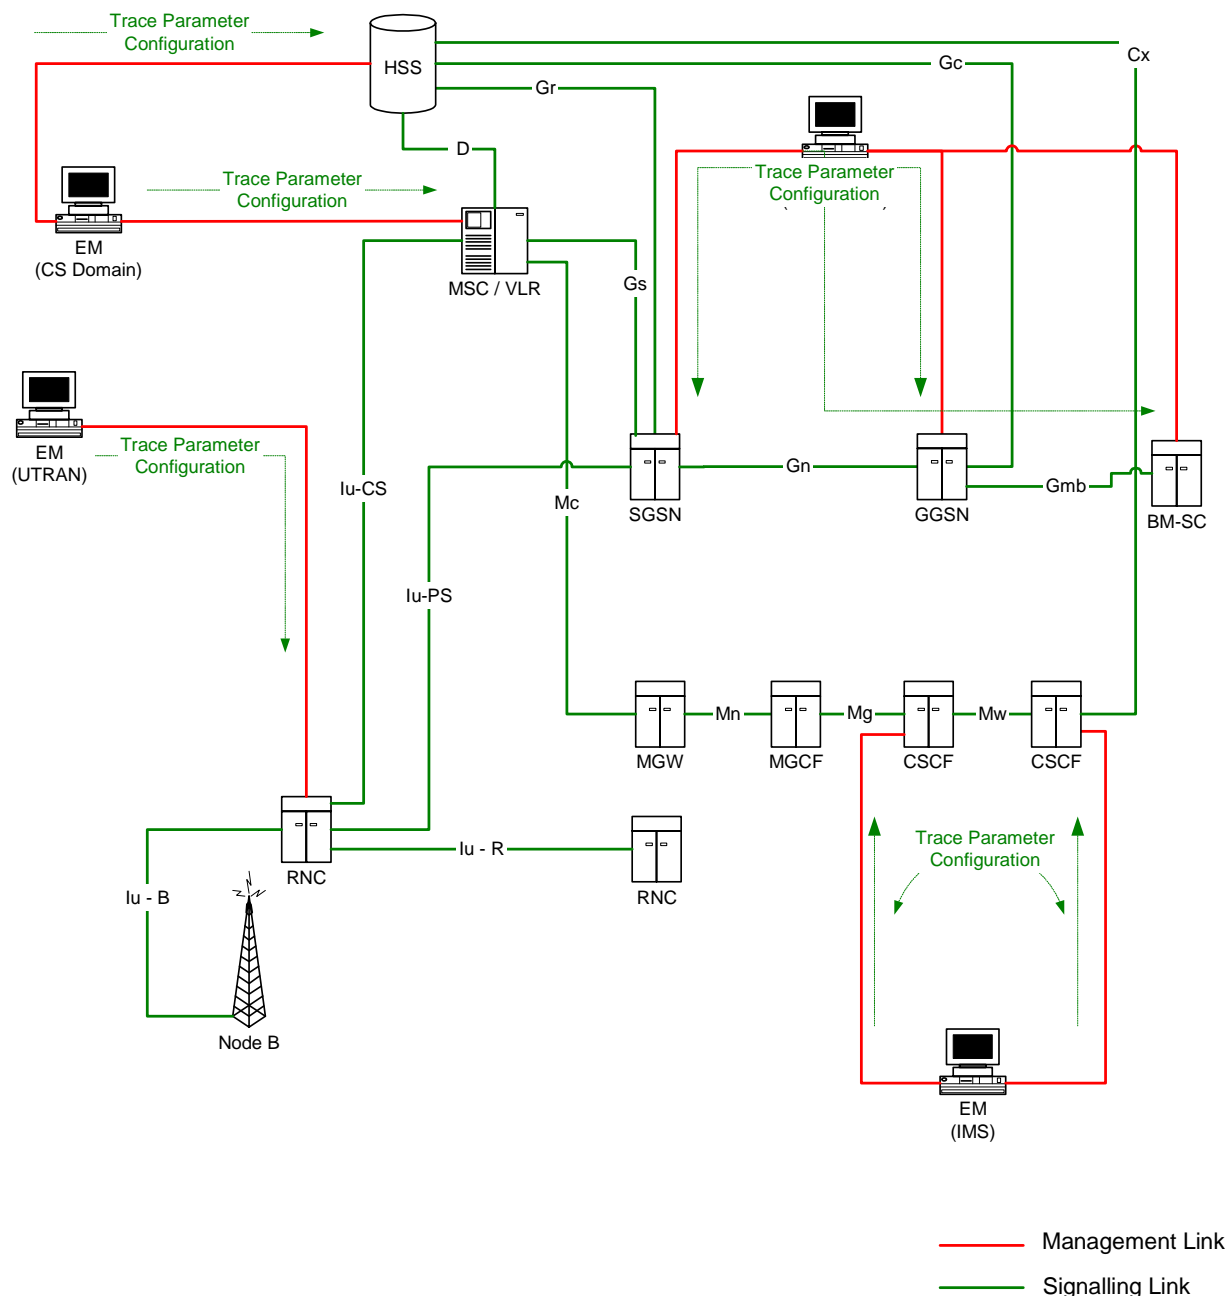 Trace Parameter
Configuration
HSS
Cx
Gc
Gr
D
Trace Parameter
Configuration
Trace Parameter
Configuration
EM
(CS Domain)
MSC / VLR
Gs
EM
(UTRAN)
Trace Parameter
Configuration
Iu-CS
Mc
SGSN
Gn
GGSN
Gmb
BM-SC
Iu-PS
Mn
Mg
Mw
MGW
MGCF
CSCF
CSCF
Iu - R
RNC
RNC
Iu - B
Trace Parameter
Configuration
Node B
EM
(IMS)
Management Link
Signalling Link